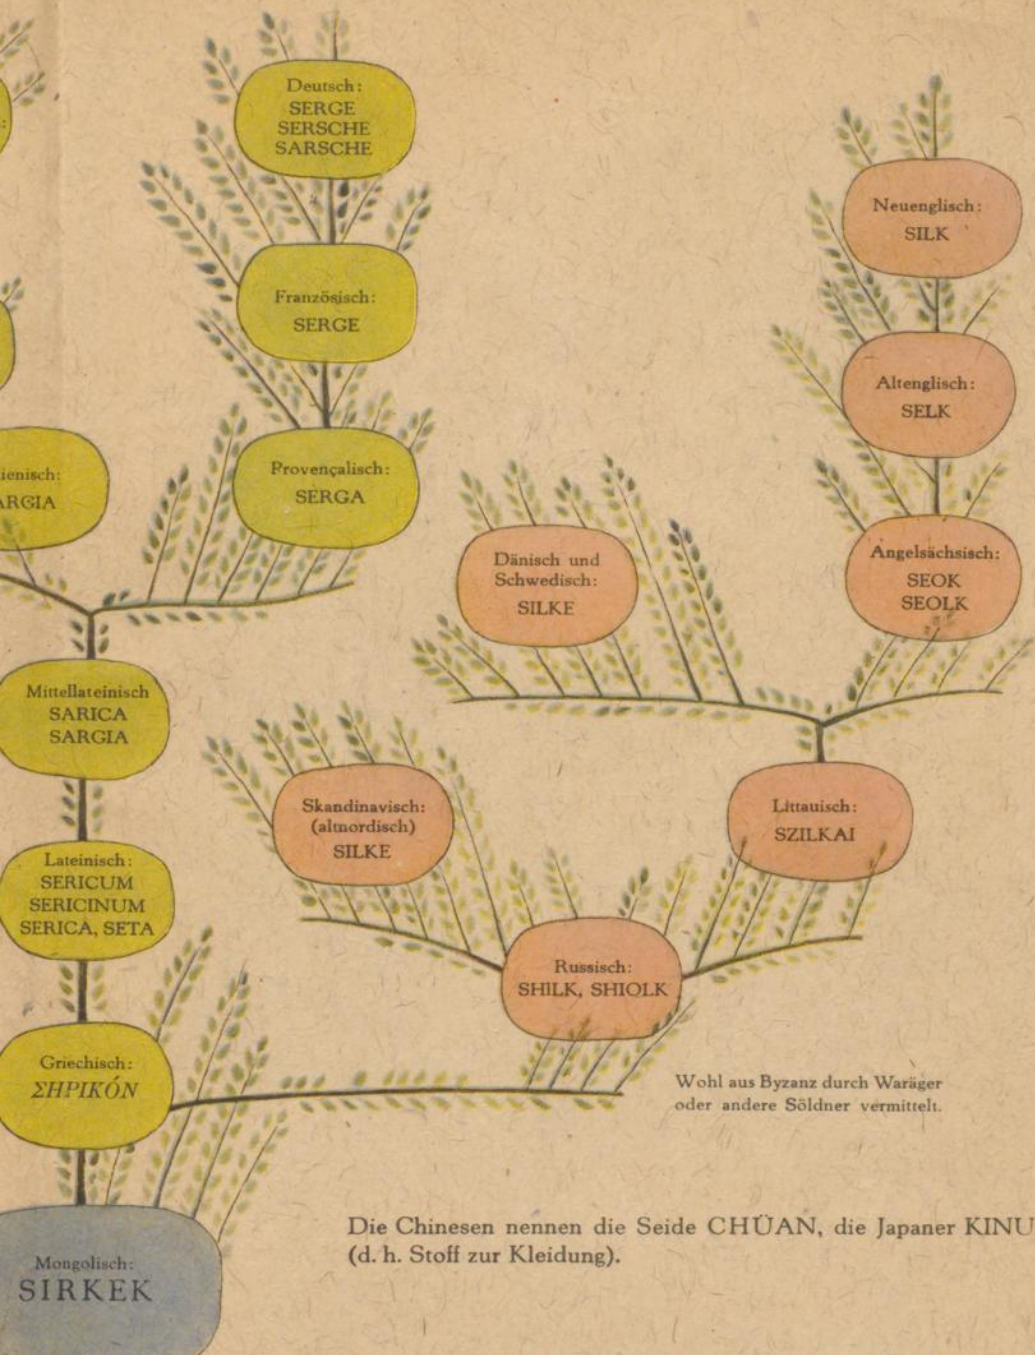 Deutsch:
SERGE
SERSCHE
SARSCHE
Französisch:
SERGE
Provençalisch:
SERGA
ienisch:
ARGIA
Mittellateinisch
SARICA
SARGIA
Lateinisch:
SERICUM
SERICINUM
SERICA, SETA
Griechisch:
ΣΗΡΙΚÓΝ
Mongolisch:
SIRKEK
Neuenglisch:
SILK
Altenglisch:
SELK
Angelsächsisch:
SEOK
SEOLK
Dänisch und
Schwedisch:
SILKE
Littauisch:
SZILKAI
Skandinavisch:
(altnordisch)
SILKE
Russisch:
SHILK, SHIOLK
Wohl aus Byzanz durch Waräger
oder andere Söldner vermittelt.
Die Chinesen nennen die Seide CHÜAN, die Japaner KINU
(d. h. Stoff zur Kleidung).